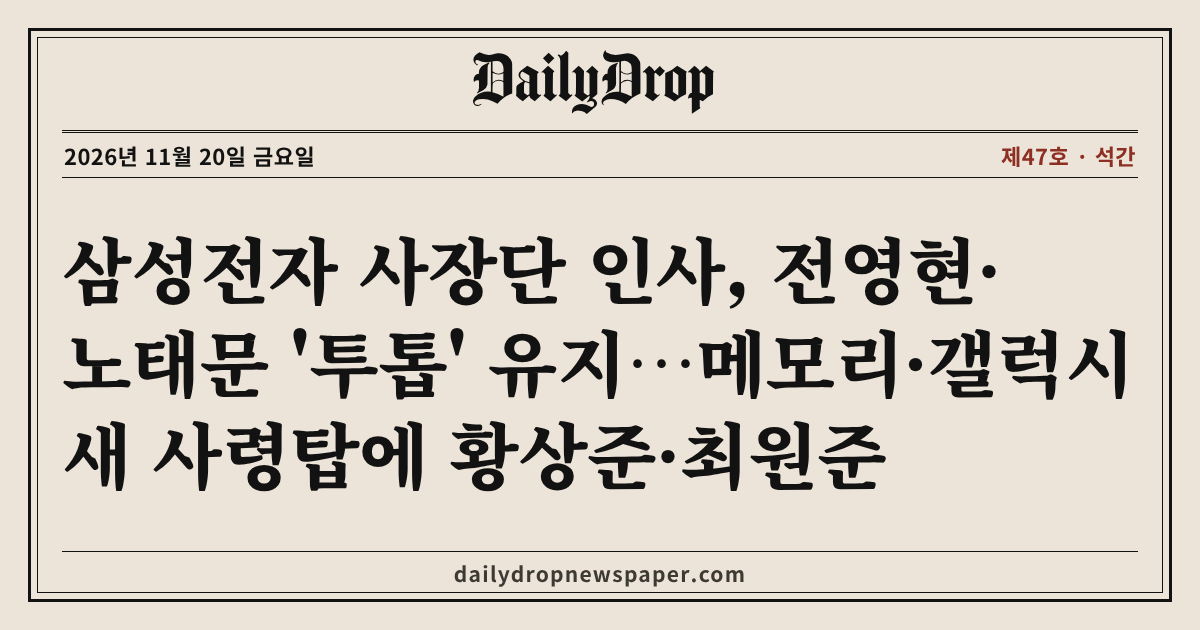 DailyDrop
2026년 11월 20일 금요일
제47호 · 석간
삼성전자 사장단 인사, 전영현·
노태문 '투톱' 유지…메모리·갤럭시
새 사령탑에 황상준·최원준
dailydropnewspaper.com